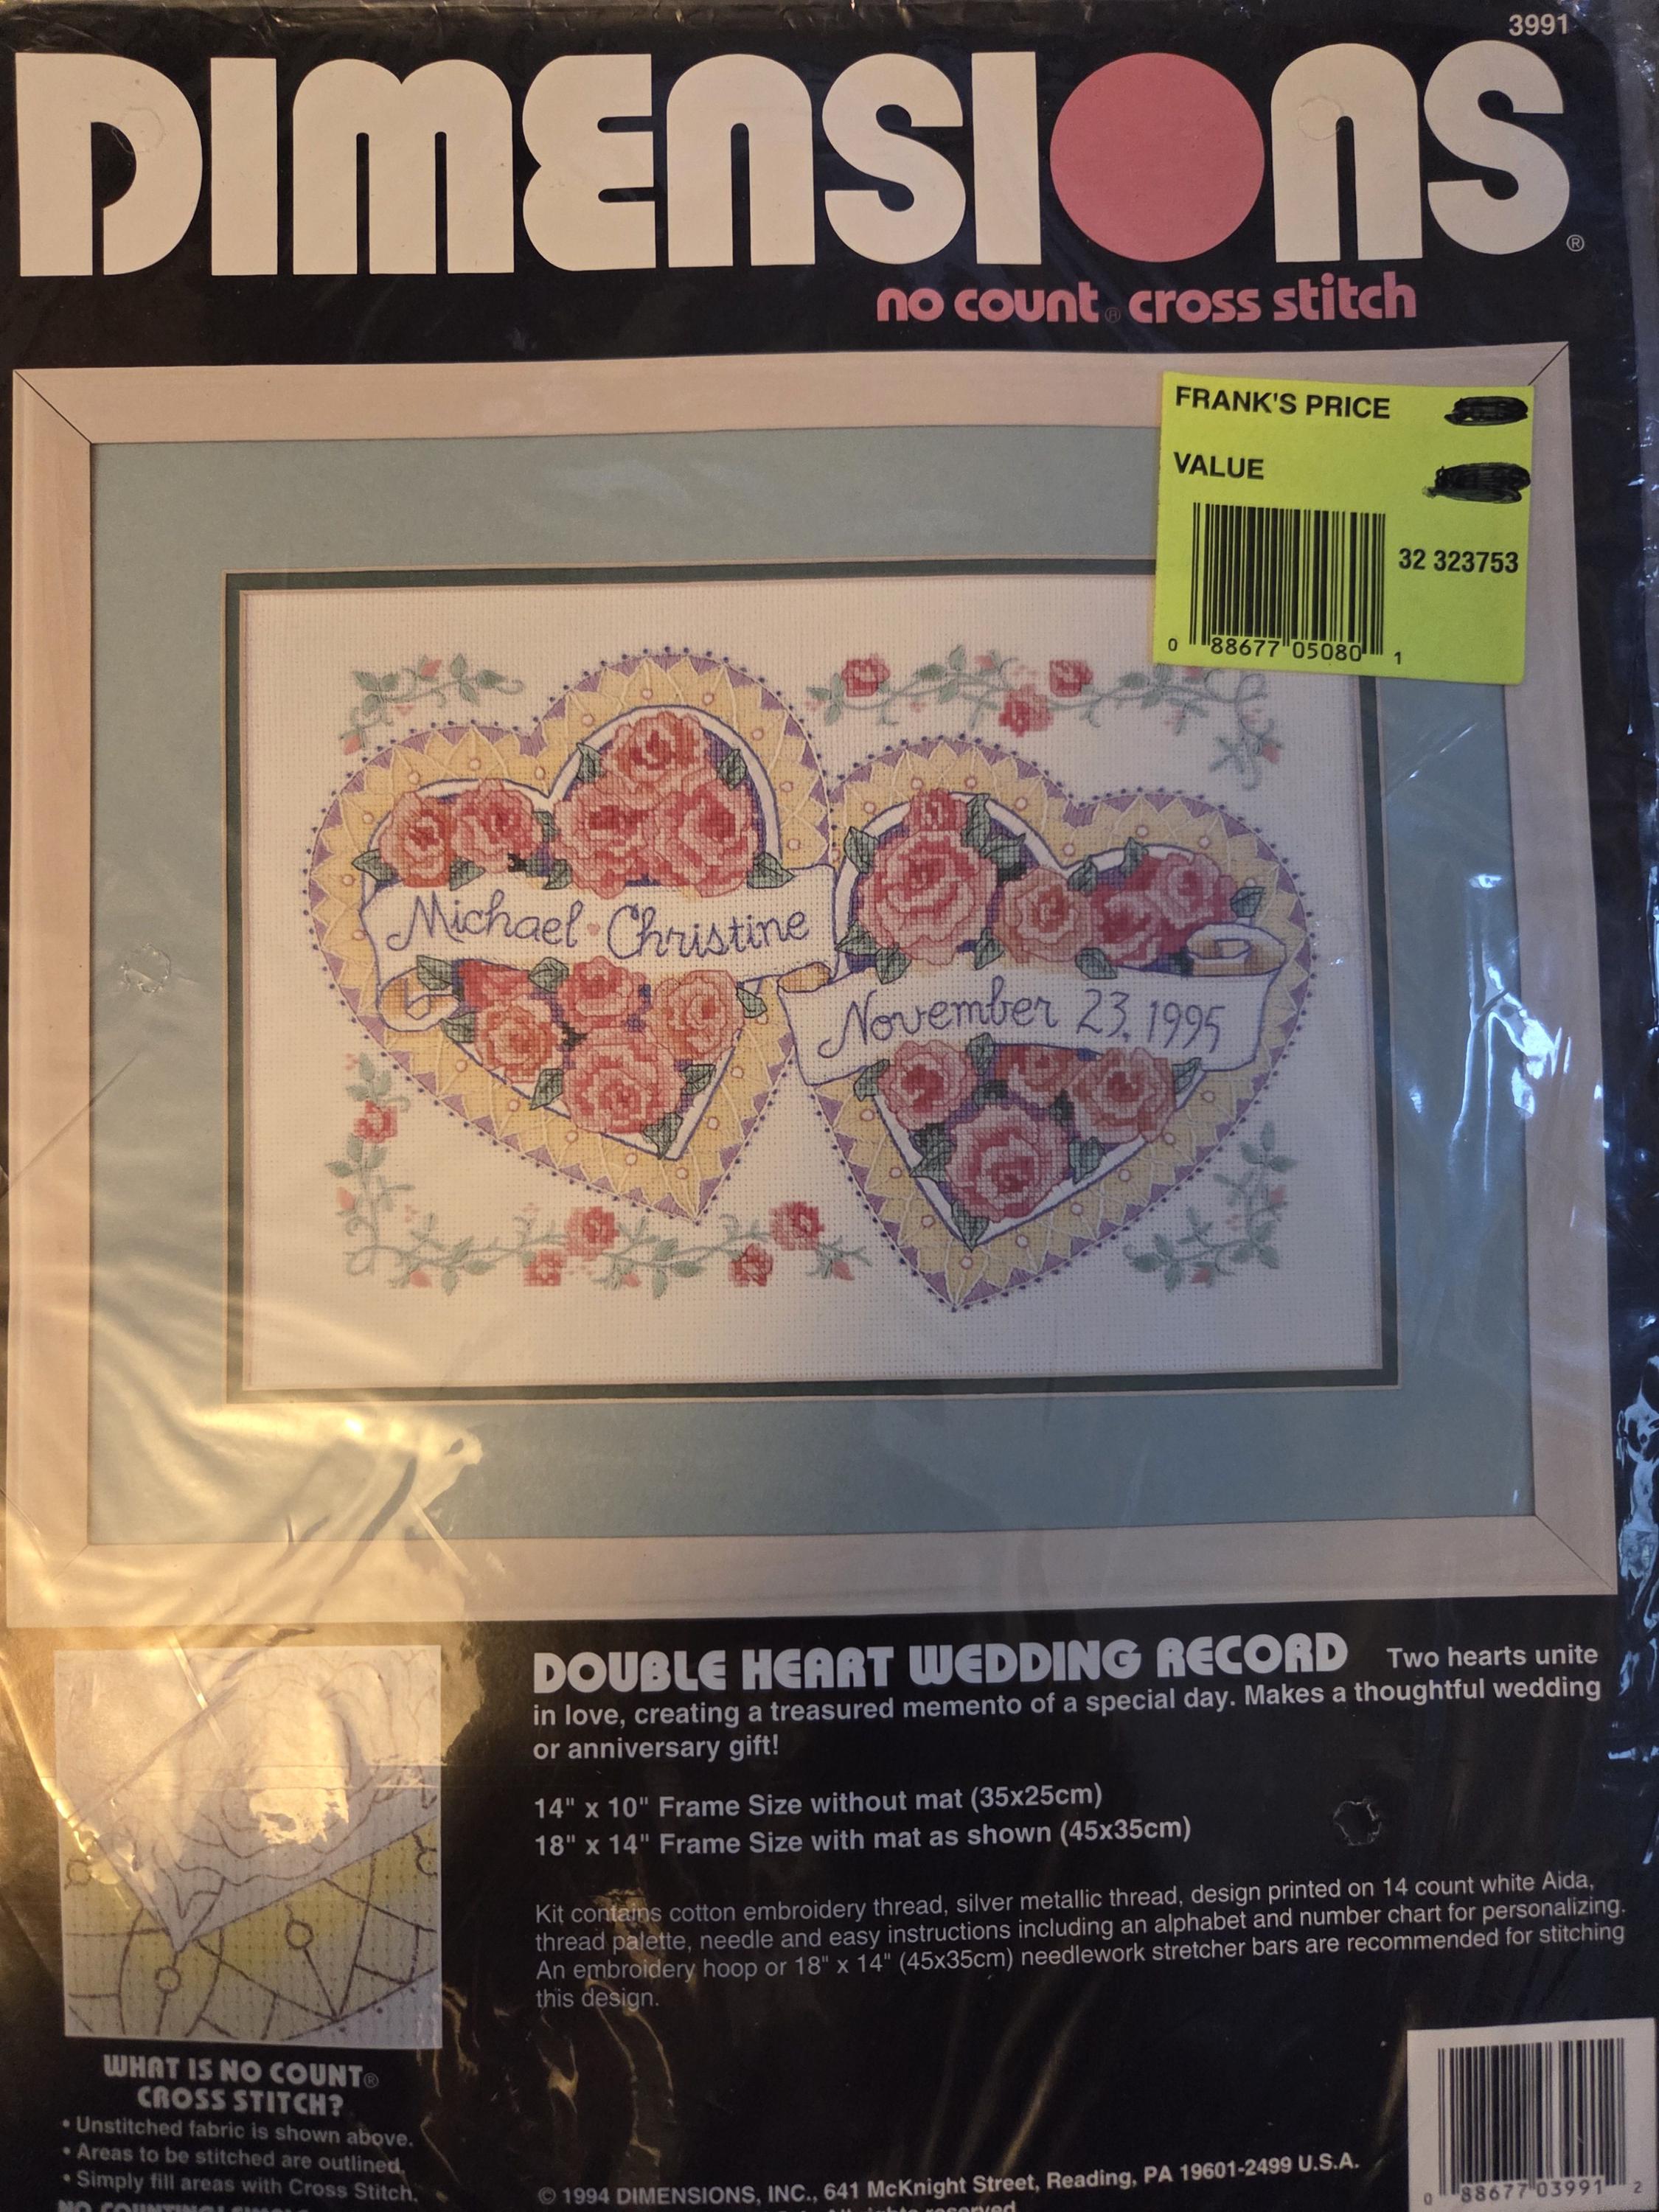 3991
DIMENSIONS®
no count® cross stitch
FRANK'S PRICE
VALUE
32 323753
0 88677 05080 1
Michael Christine
November 23, 1995
DOUBLE HEART WEDDING RECORD Two hearts unite
in love, creating a treasured memento of a special day. Makes a thoughtful wedding
or anniversary gift!
14" x 10" Frame Size without mat (35x25cm)
18" x 14" Frame Size with mat as shown (45x35cm)
Kit contains cotton embroidery thread, silver metallic thread, design printed on 14 count white Aida,
thread palette, needle and easy instructions including an alphabet and number chart for personalizing.
An embroidery hoop or 18" x 14" (45x35cm) needlework stretcher bars are recommended for stitching
this design.
WHAT IS NO COUNT®
CROSS STITCH?
• Unstitched fabric is shown above.
• Areas to be stitched are outlined.
• Simply fill areas with Cross Stitch.
© 1994 DIMENSIONS, INC., 641 McKnight Street, Reading, PA 19601-2499 U.S.A.
0 88677 03991 2